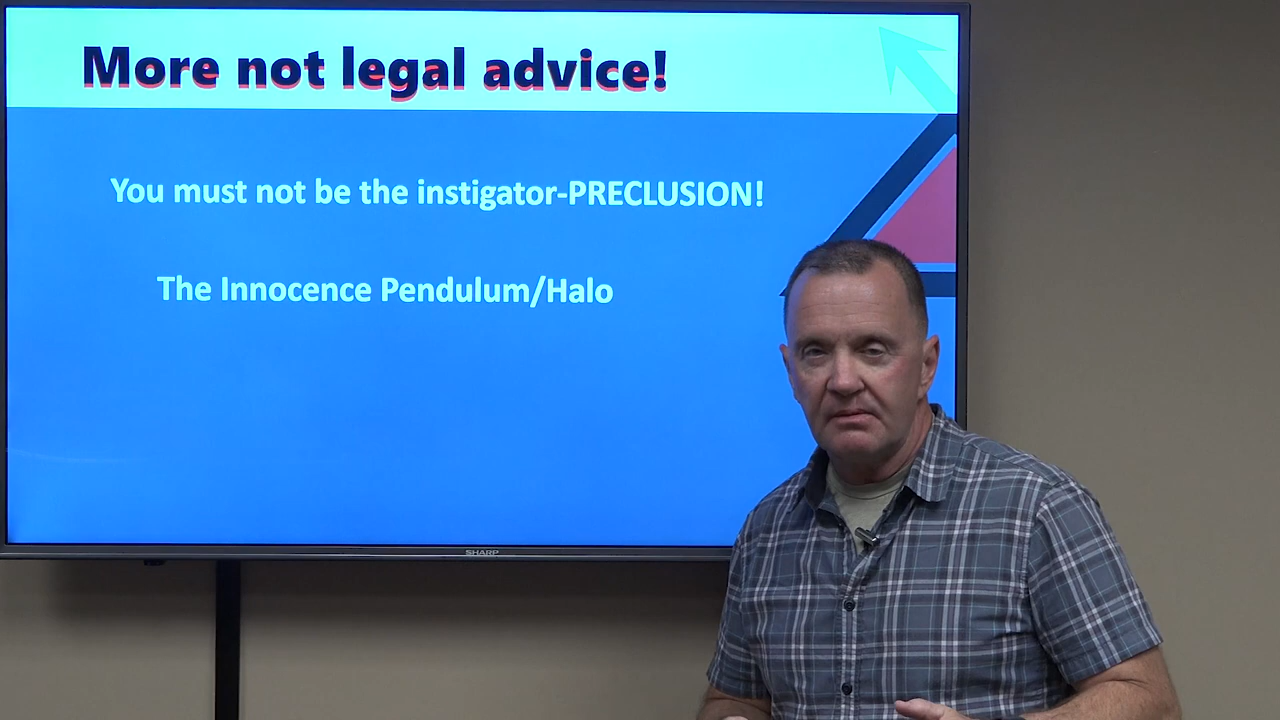 More not legal advice!
You must not be the instigator-PRECLUSION!
The Innocence Pendulum/Halo
SHARP